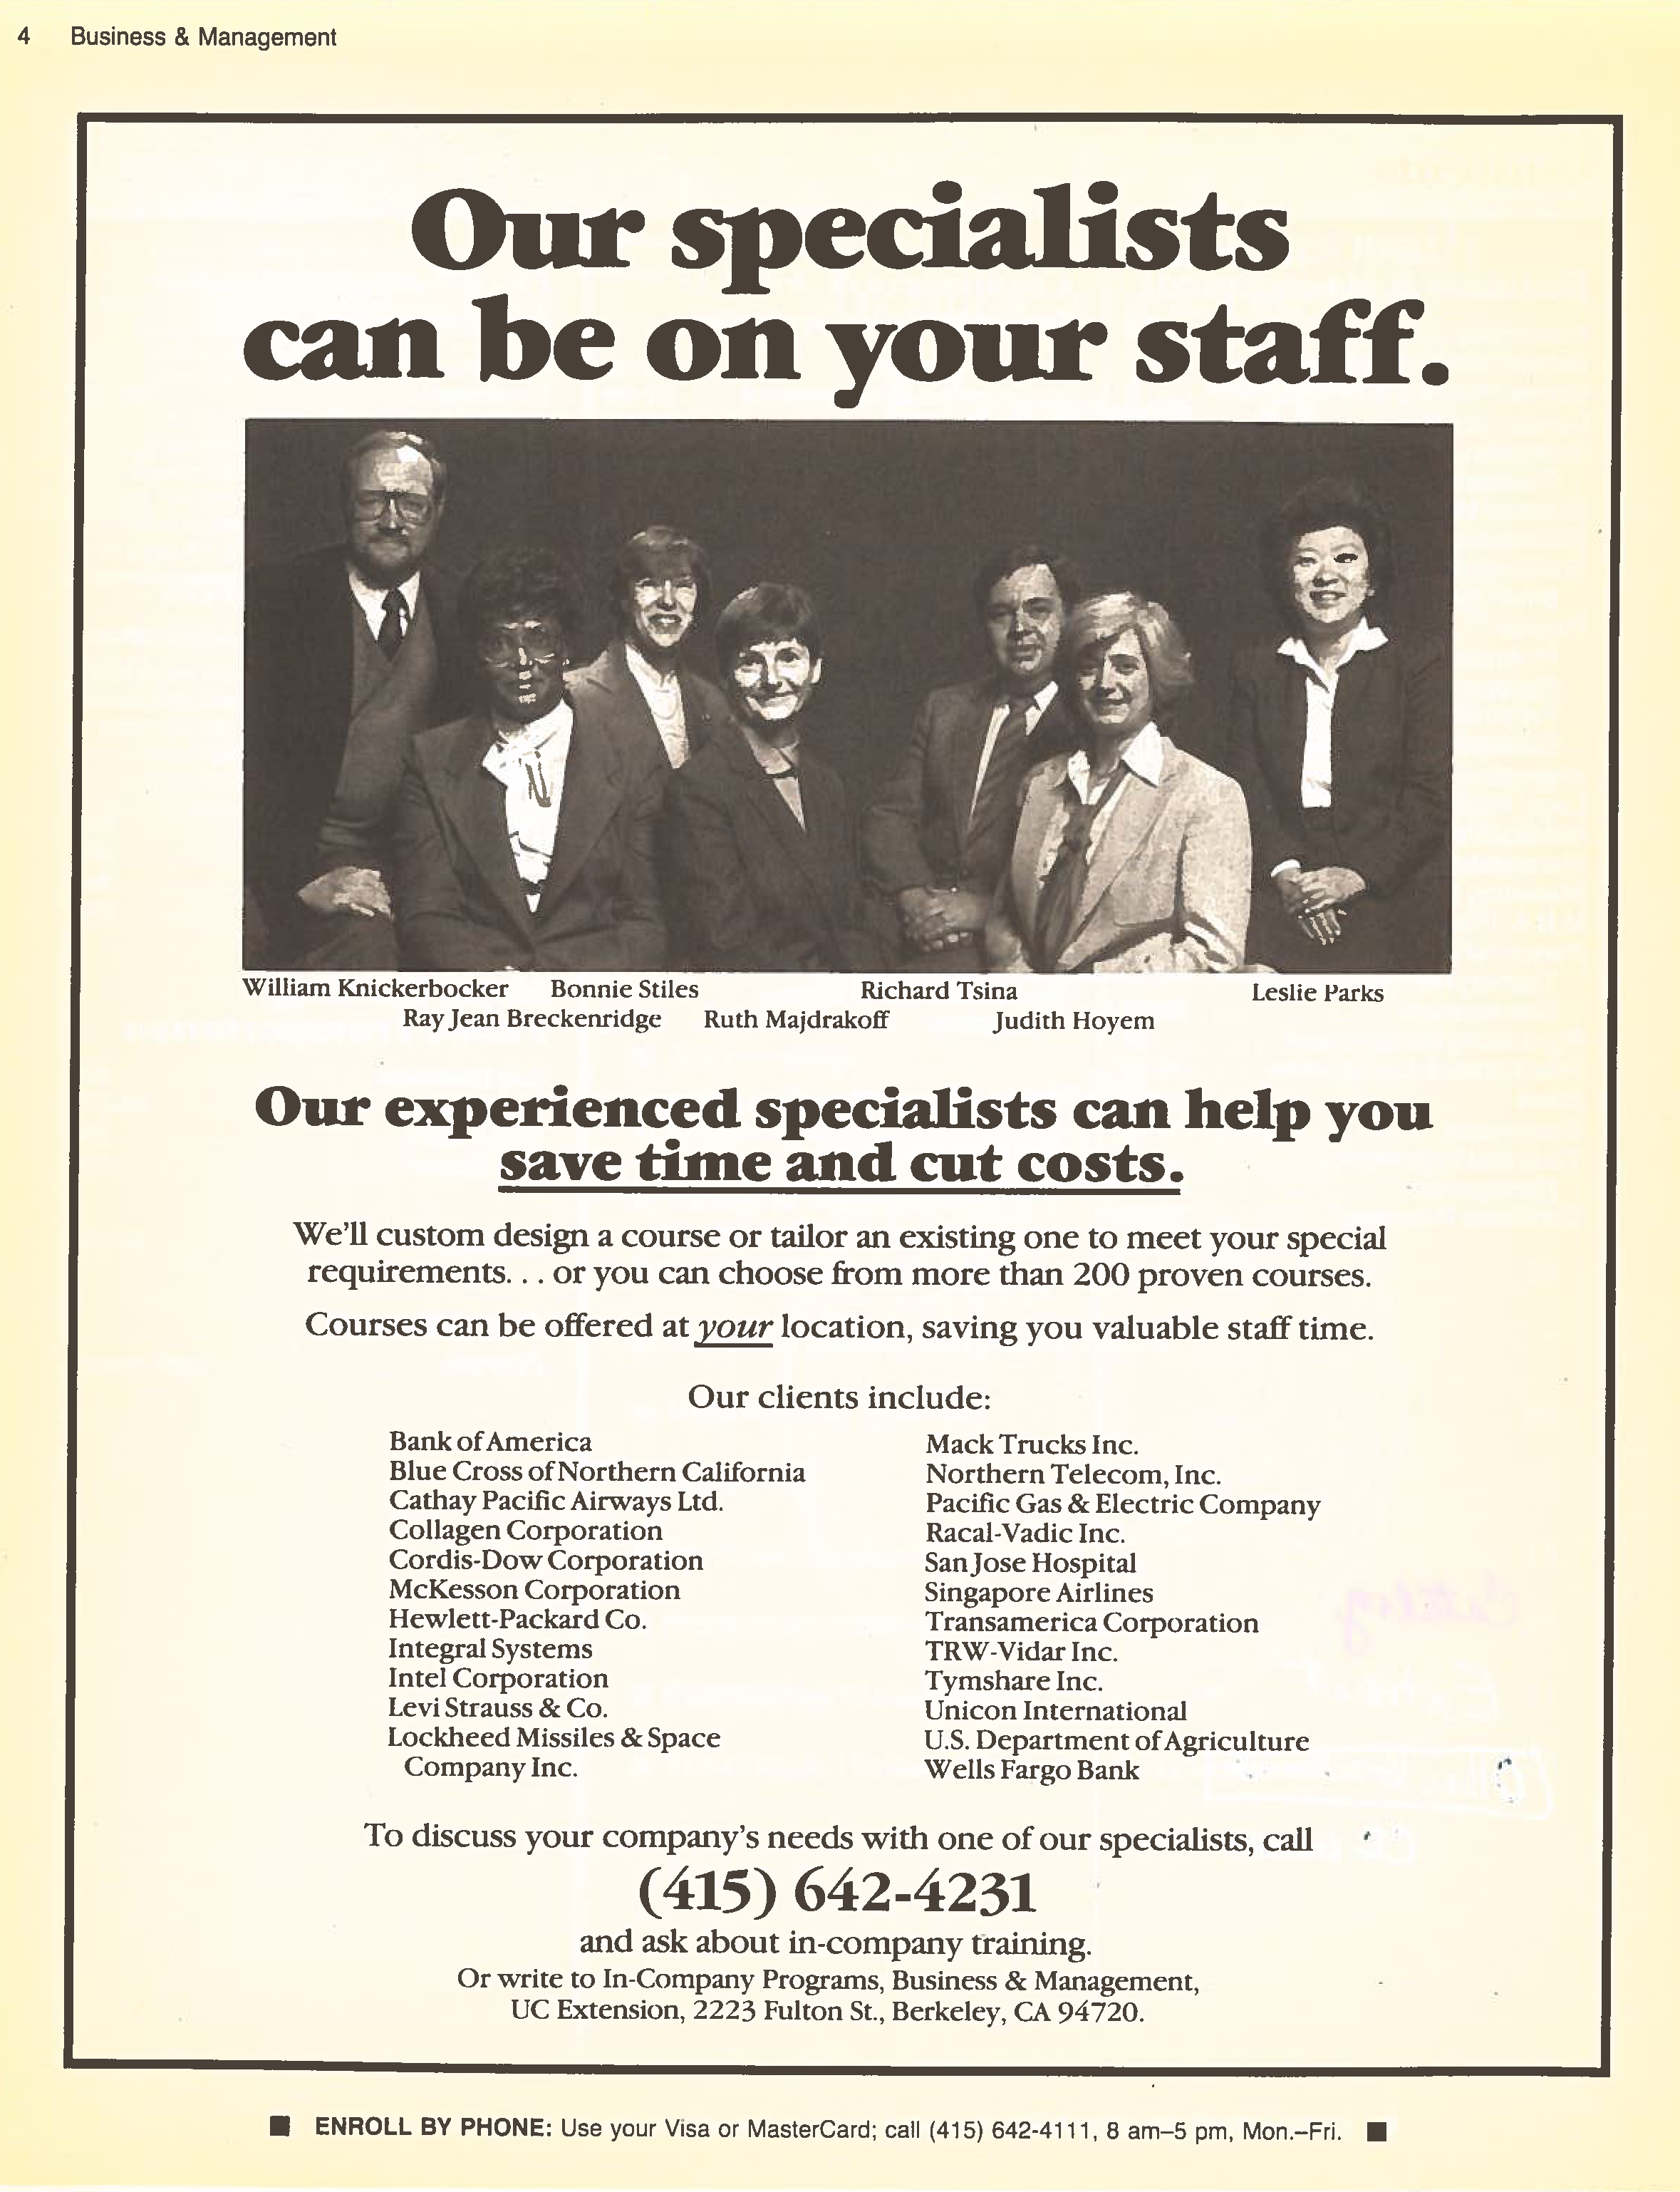 4 Business & Management
Our specialists
can be on your staff.
William Knickerbocker Bonnie Stiles Richard Tsina Leslie Parks
Ray Jean Breckenridge Ruth Majdrakoff Judith Hoyem
Our experienced specialists can help you
save time and cut costs.
We'll custom design a course or tailor an existing one to meet your special
requirements. . . or you can choose from more than 200 proven courses.
Courses can be offered at your location, saving you valuable staff time.
Our clients include:
Bank of America
Blue Cross of Northern California
Cathay Pacific Airways Ltd.
Collagen Corporation
Cordis-Dow Corporation
McKesson Corporation
Hewlett-Packard Co.
Integral Systems
Intel Corporation
Levi Strauss & Co.
Lockheed Missiles & Space
Company Inc.
Mack Trucks Inc.
Northern Telecom, Inc.
Pacific Gas & Electric Company
Racal-Vadic Inc.
San Jose Hospital
Singapore Airlines
Transamerica Corporation
TRW-Vidar Inc.
Tymshare Inc.
Unicon International
U.S. Department of Agriculture
Wells Fargo Bank
To discuss your company's needs with one of our specialists, call
(415) 642-4231
and ask about in-company training.
Or write to In-Company Programs, Business & Management,
UC Extension, 2223 Fulton St., Berkeley, CA 94720.
■ ENROLL BY PHONE: Use your Visa or MasterCard; call (415) 642-4111, 8 am–5 pm, Mon.–Fri. ■